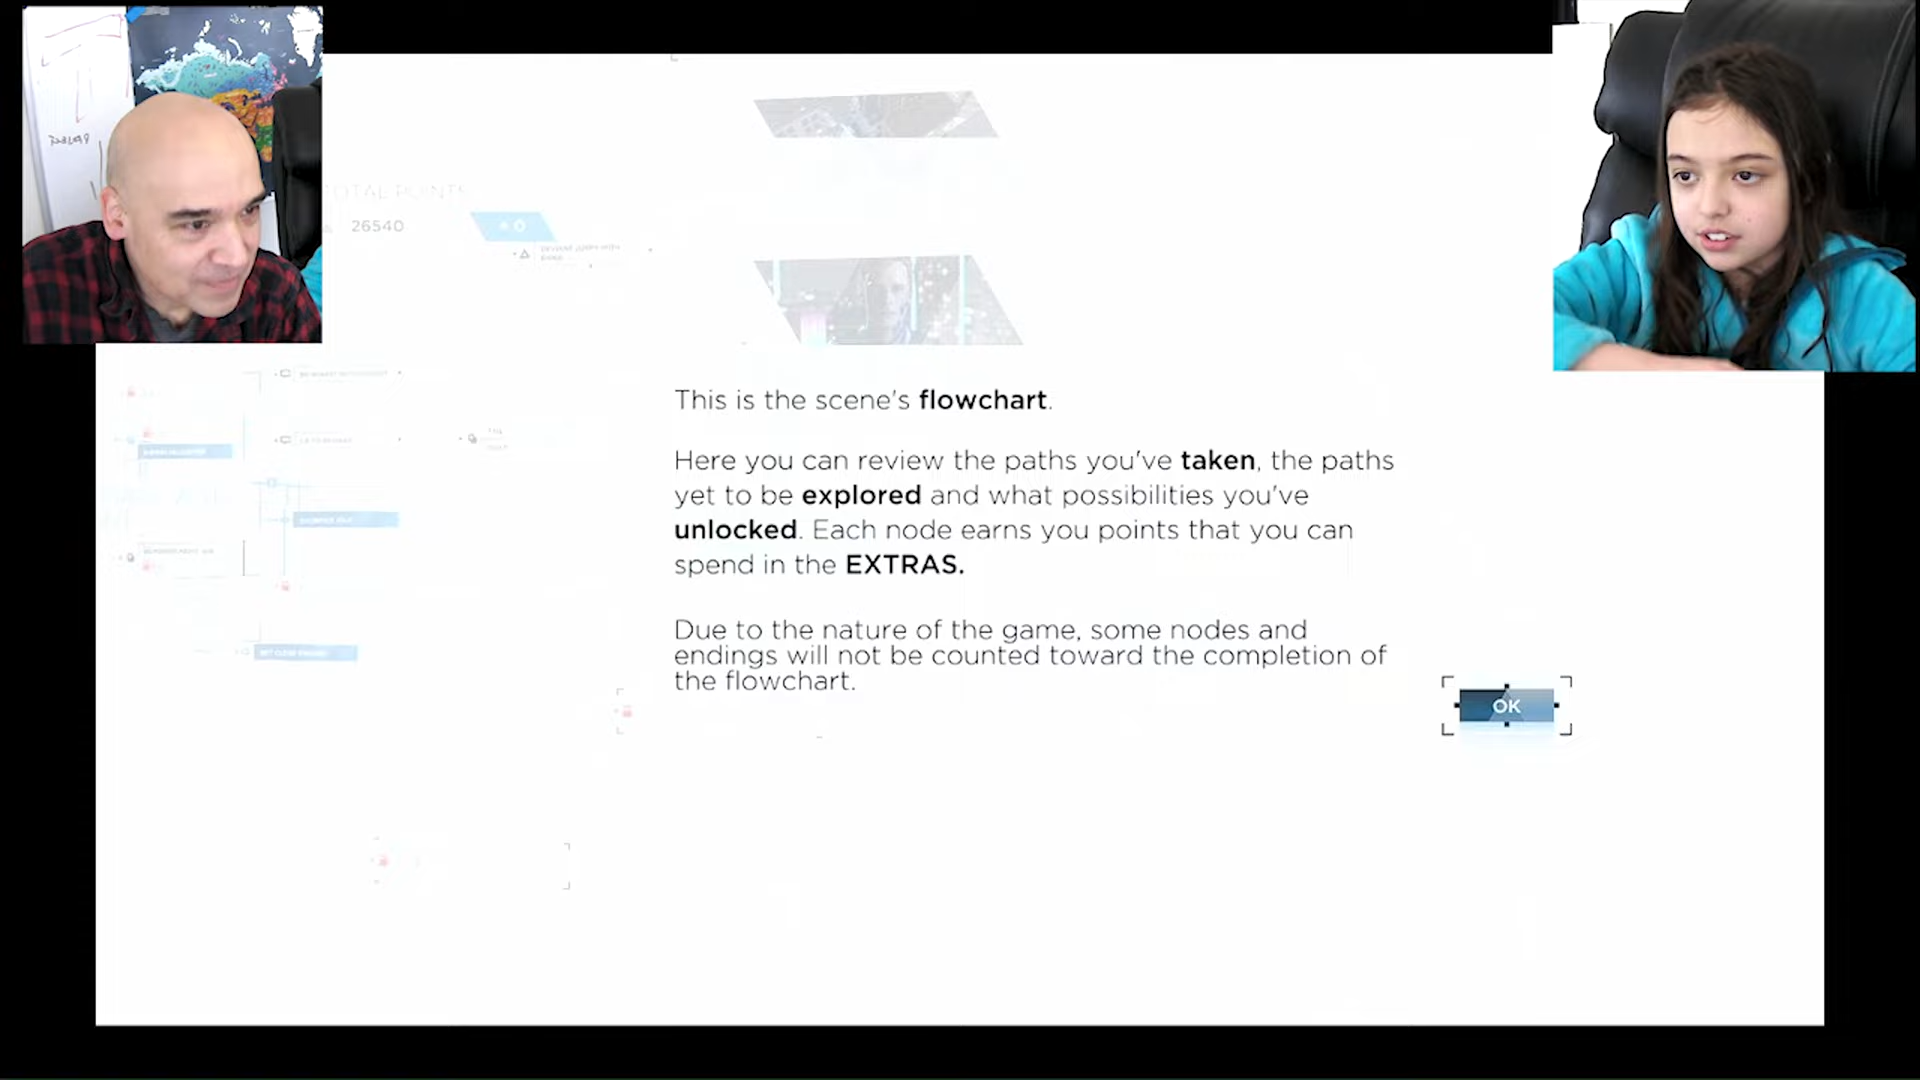 TOTAL POINTS
26540
+ 0
This is the scene's flowchart.
Here you can review the paths you've taken, the paths
yet to be explored and what possibilities you've
unlocked. Each node earns you points that you can
spend in the EXTRAS.
Due to the nature of the game, some nodes and
endings will not be counted toward the completion of
the flowchart.
OK